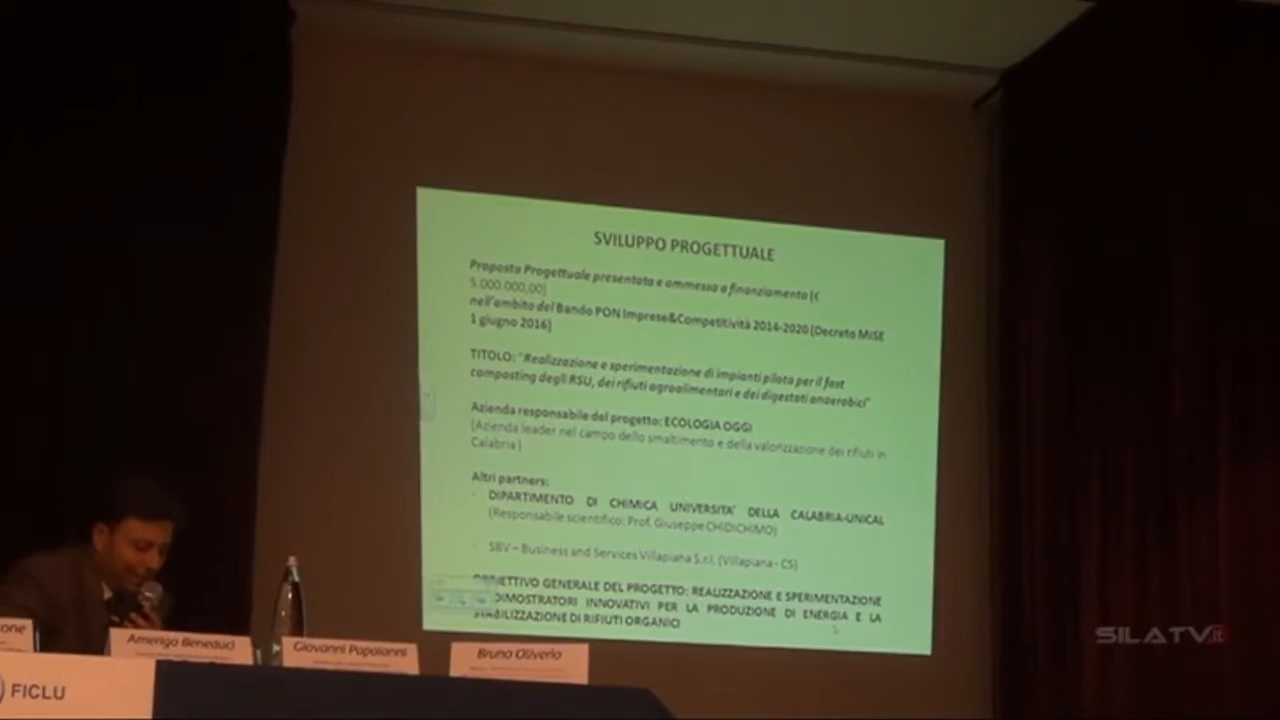 SVILUPPO PROGETTUALE
Proposta Progettuale presentata e ammessa a finanziamento (€
5.000.000,00)
nell'ambito del Bando PON Imprese&Competitività 2014-2020 (Decreto MISE
1 giugno 2016)
TITOLO: "Realizzazione e sperimentazione di impianti pilota per il fast
composting degli RSU, dei rifiuti agroalimentari e dei digestati anaerobici"
Azienda responsabile del progetto: ECOLOGIA OGGI
(Azienda leader nel campo dello smaltimento e della valorizzazione dei rifiuti in
Calabria)
Altri partners:
- DIPARTIMENTO DI CHIMICA UNIVERSITA' DELLA CALABRIA-UNICAL
(Responsabile scientifico: Prof. Giuseppe CHIDICHIMO)
- SBV – Business and Services Villapiana S.r.l. (Villapiana - CS)
OBBIETTIVO GENERALE DEL PROGETTO: REALIZZAZIONE E SPERIMENTAZIONE
DIMOSTRATORI INNOVATIVI PER LA PRODUZIONE DI ENERGIA E LA
STABILIZZAZIONE DI RIFIUTI ORGANICI
one
Amerigo Beneduci
Giovanni Papaianni
Bruno Oliverio
FICLU
SILATV.it